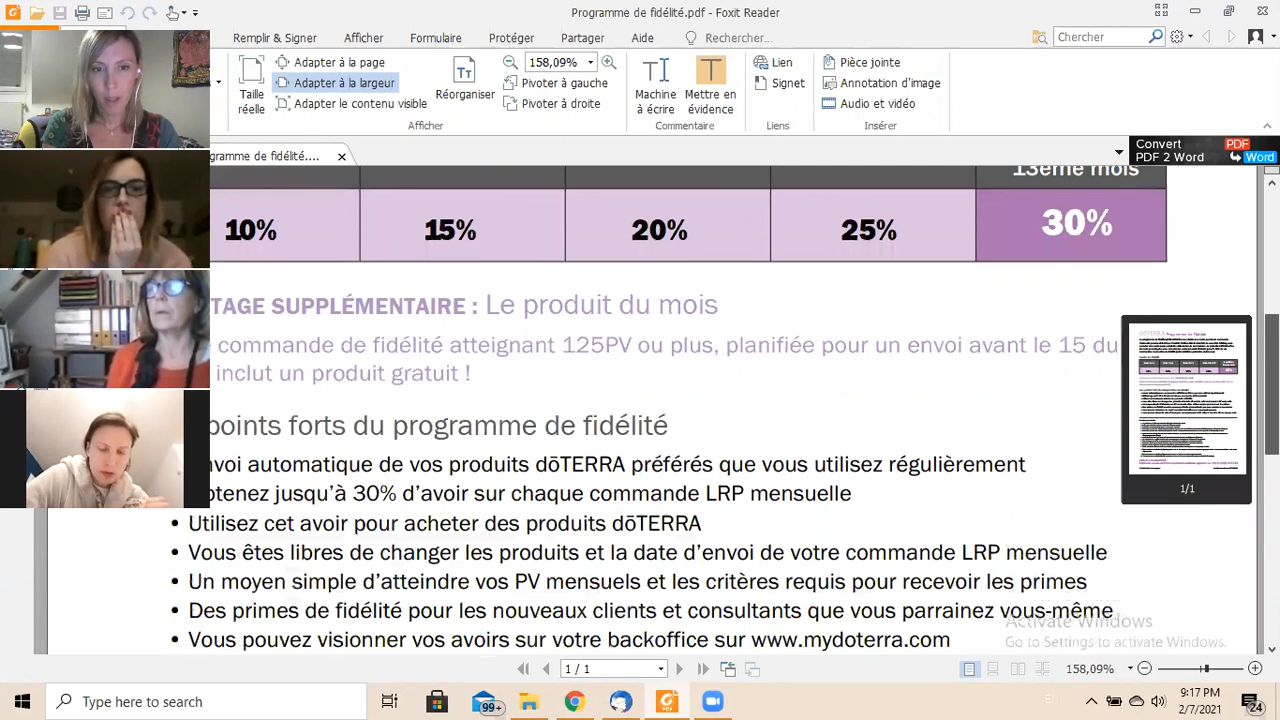 Programme de fidélité.pdf - Foxit Reader
Remplir & Signer Afficher Formulaire Protéger Partager Aide Rechercher... Chercher
Taille réelle
Adapter à la page
Adapter à la largeur
Adapter le contenu visible
Réorganiser
158,09%
Pivoter à gauche
Pivoter à droite
Afficher
Machine à écrire
Mettre en évidence
Commentaire
Lien
Signet
Liens
Pièce jointe
Annotation d'image
Audio et vidéo
Insérer
gramme de fidélité....
Convert PDF
PDF 2 Word Word
13ème mois
10% 15% 20% 25% 30%
TAGE SUPPLÉMENTAIRE : Le produit du mois
commande de fidélité atteignant 125PV ou plus, planifiée pour un envoi avant le 15 du
inclut un produit gratuit !
points forts du programme de fidélité
nvoi automatique de vos produits dōTERRA préférés que vous utilisez régulièrement
btenez jusqu'à 30% d'avoir sur chaque commande LRP mensuelle
• Utilisez cet avoir pour acheter des produits dōTERRA
• Vous êtes libres de changer les produits et la date d'envoi de votre commande LRP mensuelle
• Un moyen simple d'atteindre vos PV mensuels et les critères requis pour recevoir les primes
• Des primes de fidélité pour les nouveaux clients et consultants que vous parrainez vous-même
• Vous pouvez visionner vos avoirs sur votre backoffice sur www.mydoterra.com
1/1
Activate Windows
Go to Settings to activate Windows.
1 / 1
158,09%
Type here to search
99+
9:17 PM
2/7/2021
24